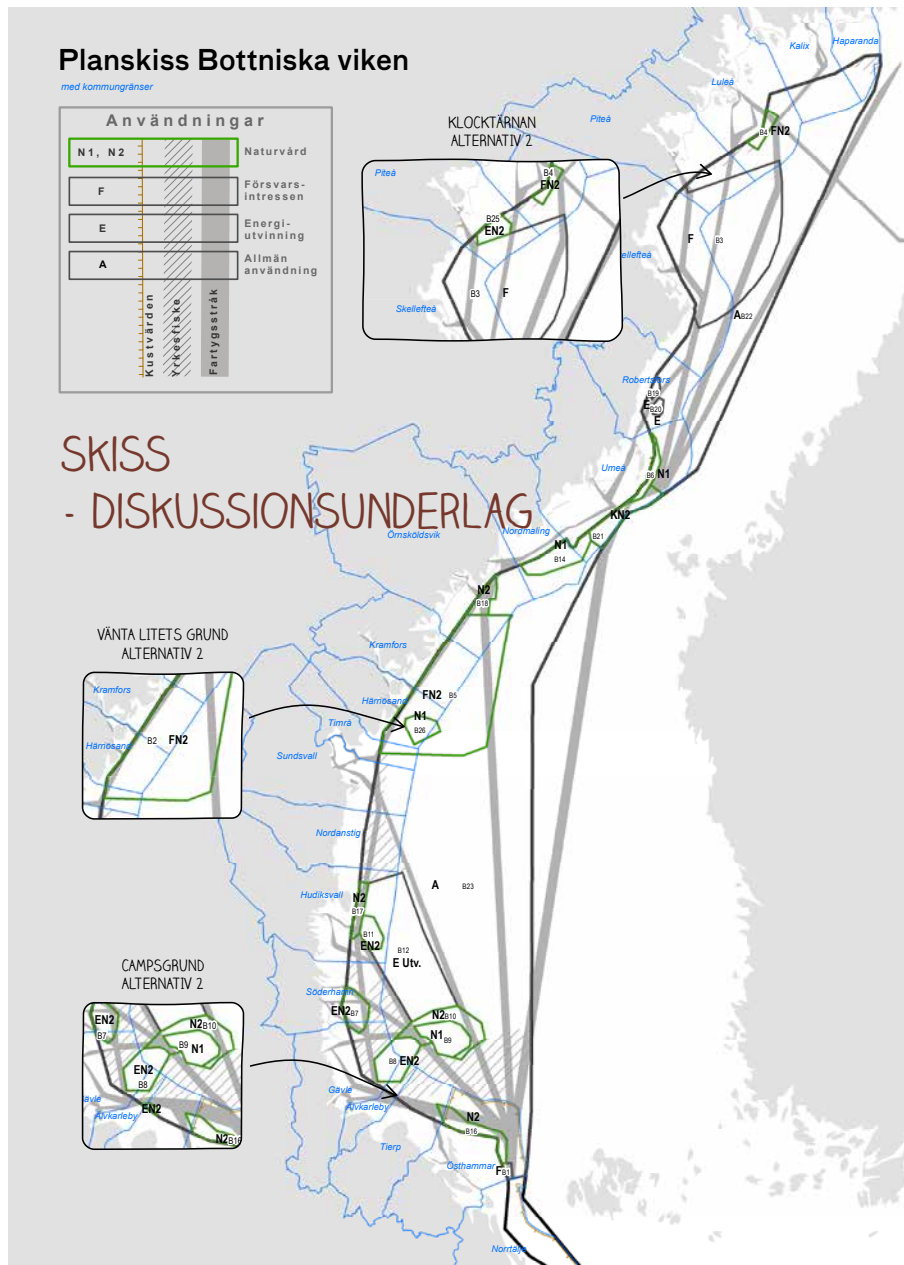 Planskiss Bottniska viken
med kommungränser
Användningar
N1, N2
Naturvård
F
Försvars-
intressen
E
Energi-
utvinning
A
Allmän
användning
Kustvärden
Yrkesfiske
Fartygsstråk
SKISS
- DISKUSSIONSUNDERLAG
KLOCKTÄRNAN
ALTERNATIV 2
Piteå
B4
FN2
B25
EN2
B3
F
Skellefteå
Haparanda
Kalix
Luleå
Piteå
B4
FN2
F
B3
ellefteå
A B22
Robertsfors
B19
E
B20
E
Umeå
B6
N1
KN2
Nordmaling
Örnsköldsvik
N1
B21
B14
N2
B18
VÄNTA LITETS GRUND
ALTERNATIV 2
Kramfors
Härnösand
B2
FN2
Kramfors
FN2
B5
Härnösand
N1
B26
Timrå
Sundsvall
Nordanstig
A
B23
Hudiksvall
N2
B17
B11
EN2
B12
E Utv.
CAMPSGRUND
ALTERNATIV 2
EN2
B7
N2 B10
B9
N1
EN2
B8
ävle
Älvkarleby
EN2
N2 B16
Söderhamn
EN2 B7
N2 B10
N1 B9
B8
EN2
Gävle
Älvkarleby
N2
B16
Tierp
Östhammar
F B1
Norrtälje